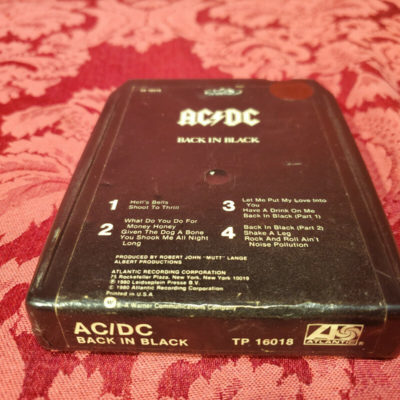 AC/DC
BACK IN BLACK
1 Hell's Bells
Shoot To Thrill
2 What Do You Do For
Money Honey
Given The Dog A Bone
You Shook Me All Night
Long
3 Let Me Put My Love Into
You
Have A Drink On Me
Back In Black (Part 1)
4 Back In Black (Part 2)
Shake A Leg
Rock And Roll Ain't
Noise Pollution
PRODUCED BY ROBERT JOHN "MUTT" LANGE
ALBERT PRODUCTIONS
ATLANTIC RECORDING CORPORATION
75 Rockefeller Plaza, New York, New York 10019
℗ 1980 Leidseplein Presse B.V.
© 1980 Atlantic Recording Corporation
Printed in U.S.A.
A Warner Communications Company
AC/DC
BACK IN BLACK
TP 16018
ATLANTIC